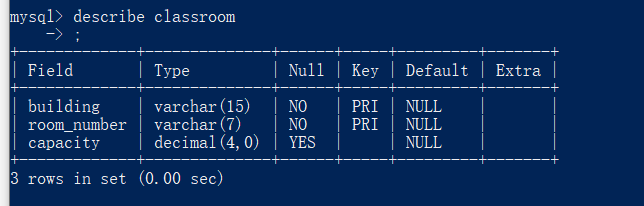 mysql> describe classroom
    -> ;
+-------------+--------------+------+-----+---------+-------+
| Field       | Type         | Null | Key | Default | Extra |
+-------------+--------------+------+-----+---------+-------+
| building    | varchar(15)  | NO   | PRI | NULL    |       |
| room_number | varchar(7)   | NO   | PRI | NULL    |       |
| capacity    | decimal(4,0) | YES  |     | NULL    |       |
+-------------+--------------+------+-----+---------+-------+
3 rows in set (0.00 sec)